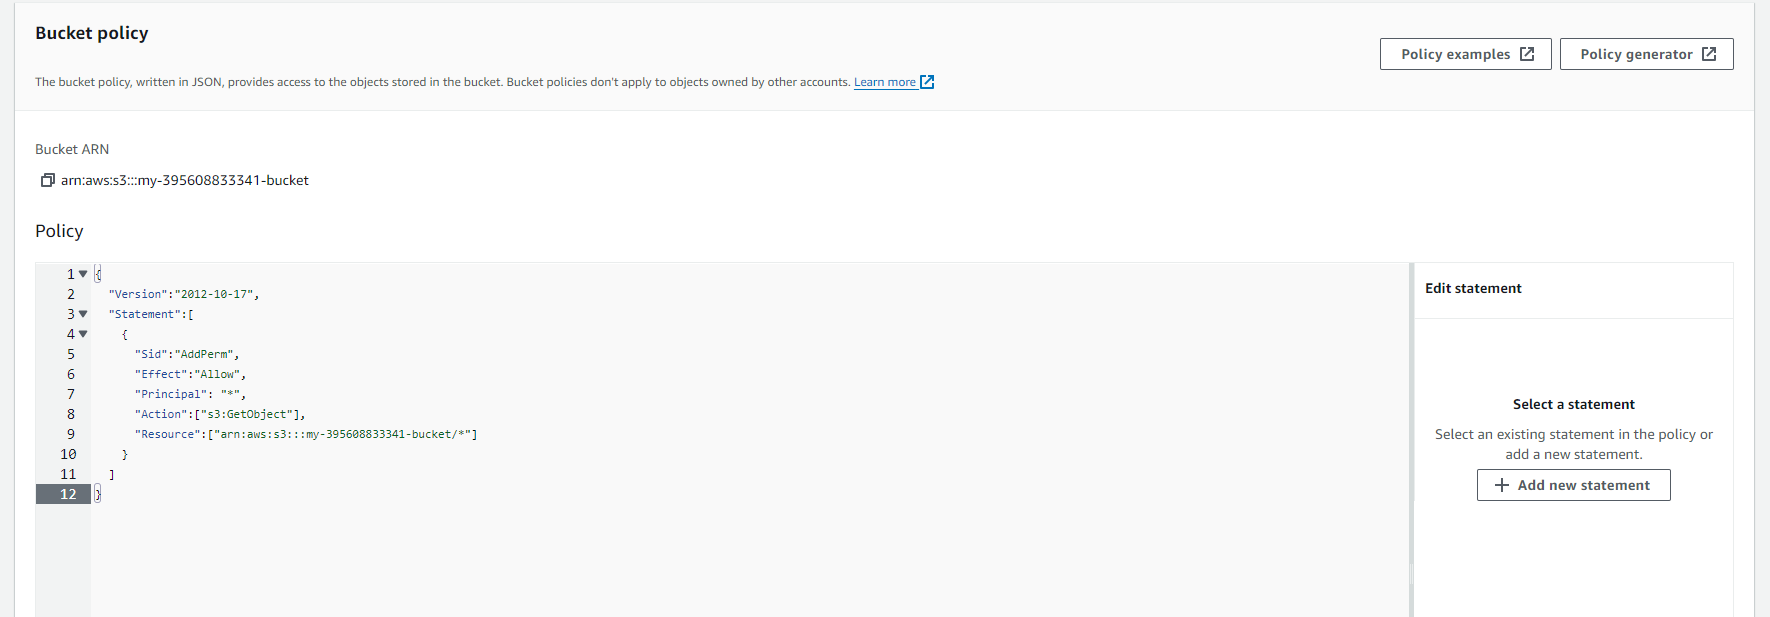 Bucket policy
Policy examples
Policy generator
The bucket policy, written in JSON, provides access to the objects stored in the bucket. Bucket policies don't apply to objects owned by other accounts. Learn more
Bucket ARN
arn:aws:s3:::my-395608833341-bucket
Policy
1 {
2 "Version":"2012-10-17",
3 "Statement":[
4 {
5 "Sid":"AddPerm",
6 "Effect":"Allow",
7 "Principal": "*",
8 "Action":["s3:GetObject"],
9 "Resource":["arn:aws:s3:::my-395608833341-bucket/*"]
10 }
11 ]
12 }
Edit statement
Select a statement
Select an existing statement in the policy or
add a new statement.
Add new statement